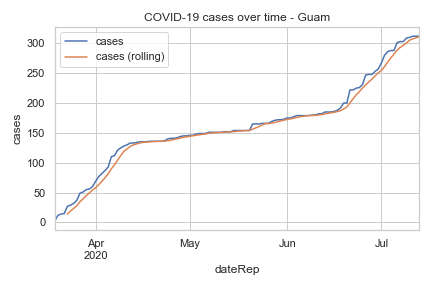 COVID-19 cases over time - Guam
cases
cases (rolling)
300
250
200
150
100
50
0
cases
Apr
2020
May
Jun
Jul
dateRep